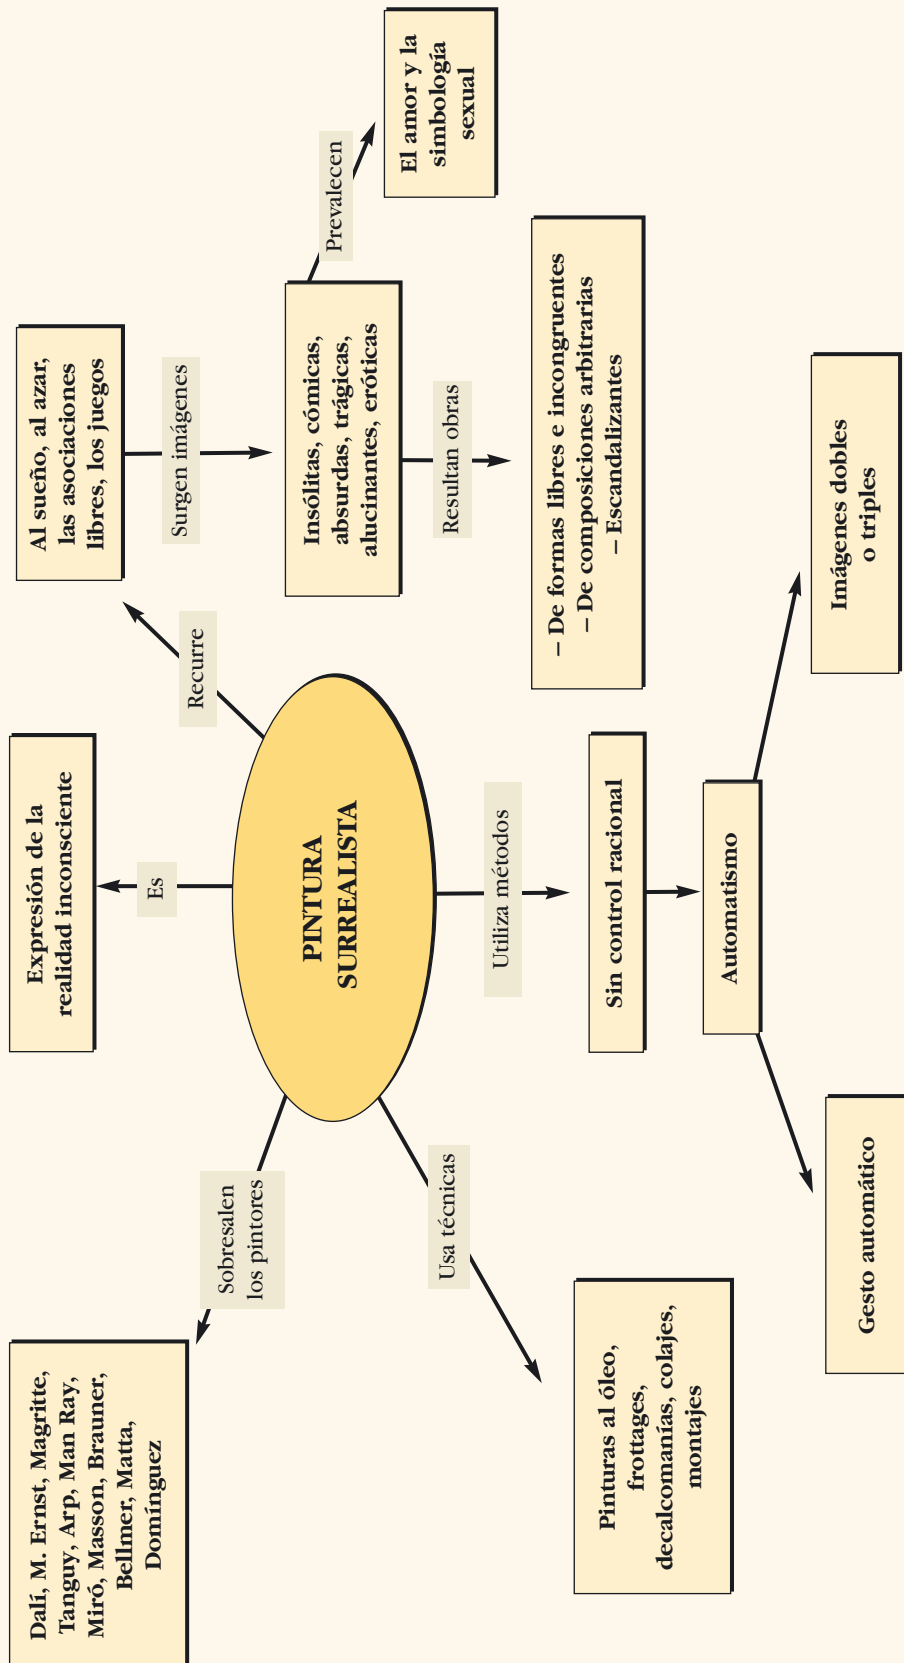 Dalí, M. Ernst, Magritte,
Tanguy, Arp, Man Ray,
Miró, Masson, Brauner,
Bellmer, Matta,
Domínguez
Sobresalen
los pintores
Expresión de la
realidad inconsciente
Es
Al sueño, al azar,
las asociaciones
libres, los juegos
Recurre
Surgen imágenes
PINTURA
SURREALISTA
Insólitas, cómicas,
absurdas, trágicas,
alucinantes, eróticas
Prevalecen
El amor y la
simbología
sexual
Resultan obras
– De formas libres e incongruentes
– De composiciones arbitrarias
– Escandalizantes
Usa técnicas
Pinturas al óleo,
frottages,
decalcomanías, colajes,
montajes
Utiliza métodos
Sin control racional
Automatismo
Gesto automático
Imágenes dobles
o triples